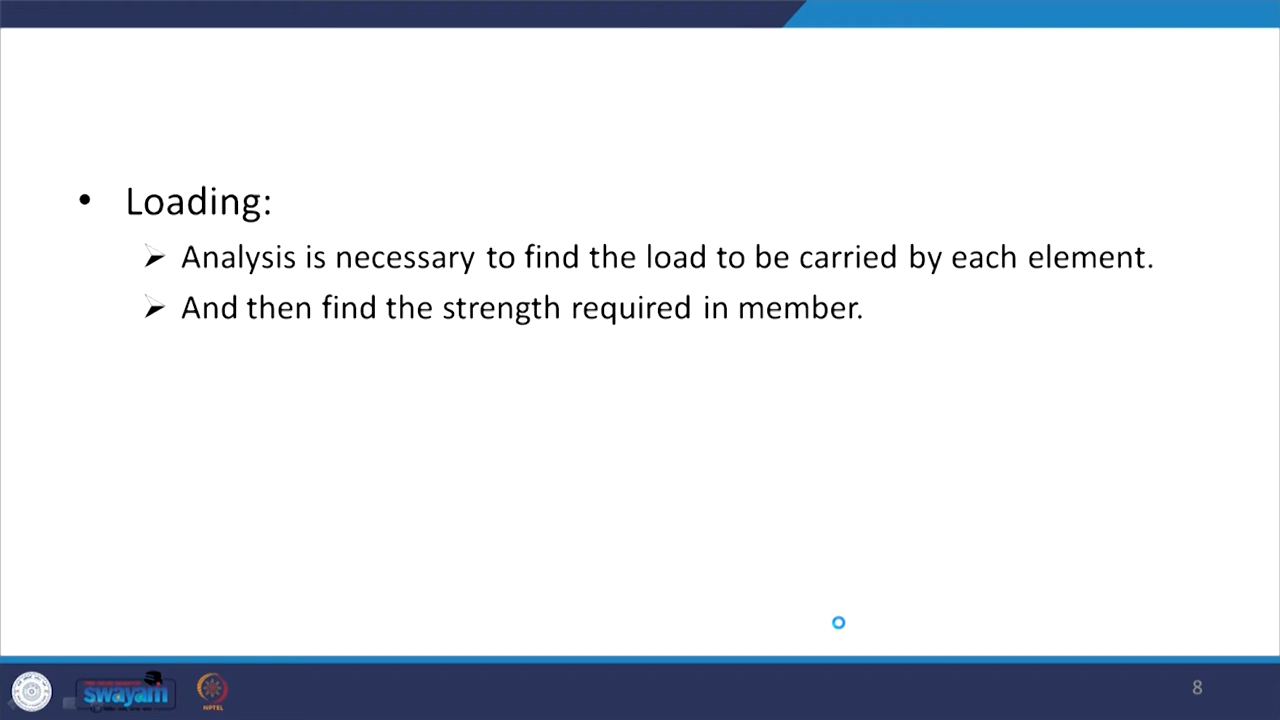 • Loading:
➢ Analysis is necessary to find the load to be carried by each element.
➢ And then find the strength required in member.
swayam
NPTEL
8